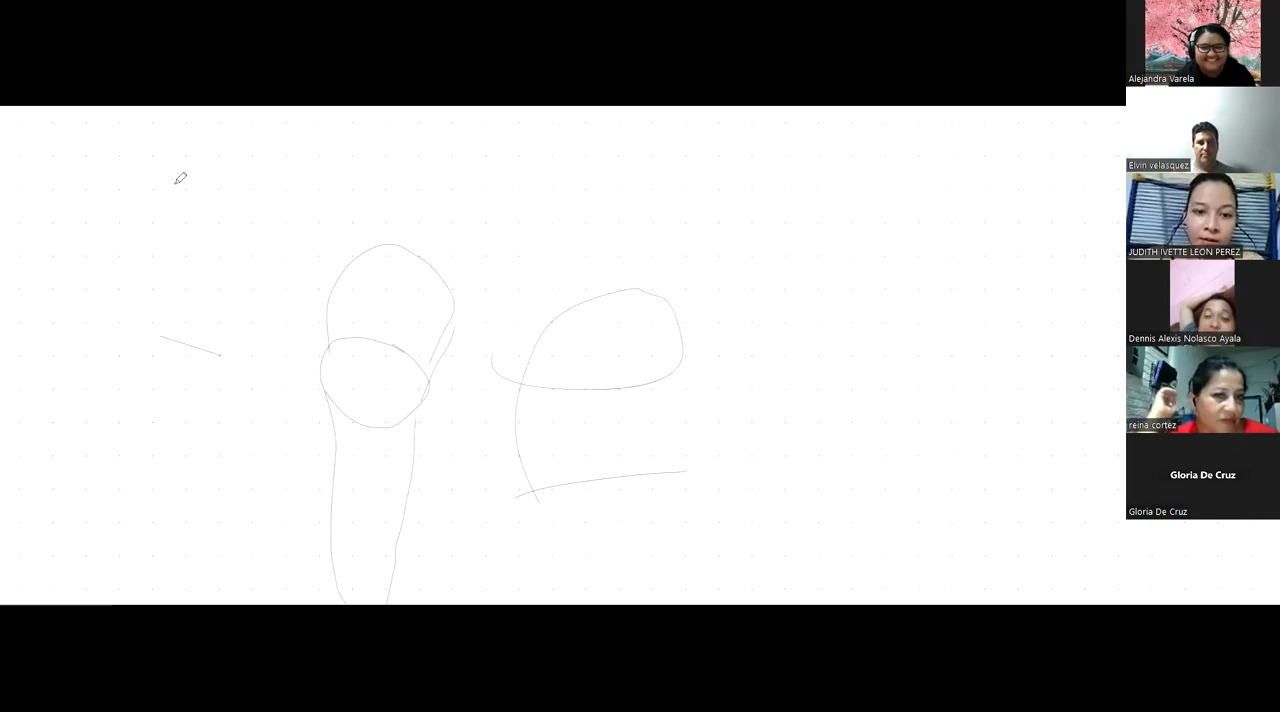 Alejandra Varela
Elvin velasquez
JUDITH IVETTE LEON PEREZ
Dennis Alexis Nolasco Ayala
reina cortez
Gloria De Cruz
Gloria De Cruz